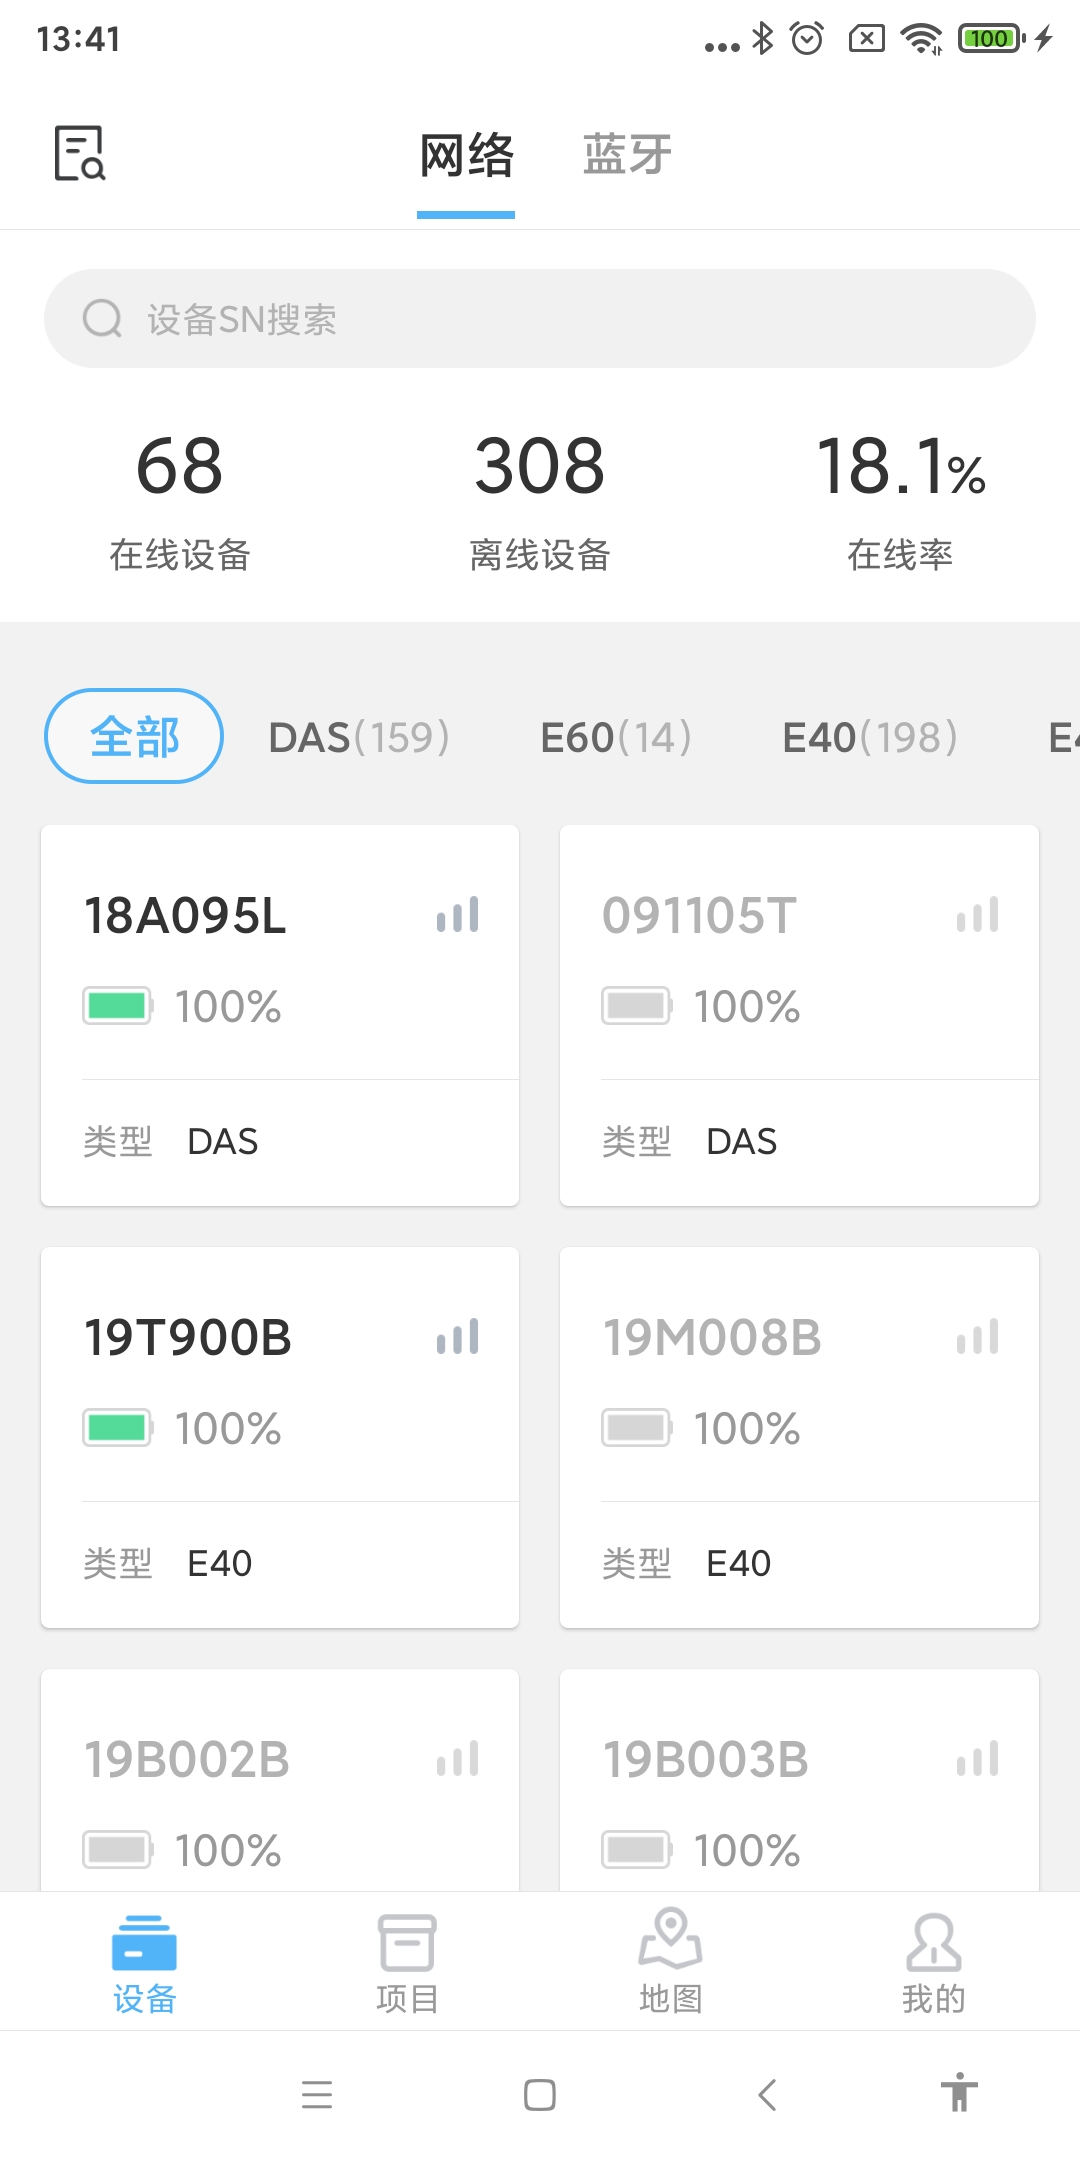 13:41
100
网络 蓝牙
设备SN搜索
68 308 18.1%
在线设备 离线设备 在线率
全部 DAS(159) E60(14) E40(198) E4
18A095L 091105T
100% 100%
类型 DAS 类型 DAS
19T900B 19M008B
100% 100%
类型 E40 类型 E40
19B002B 19B003B
100% 100%
设备 项目 地图 我的